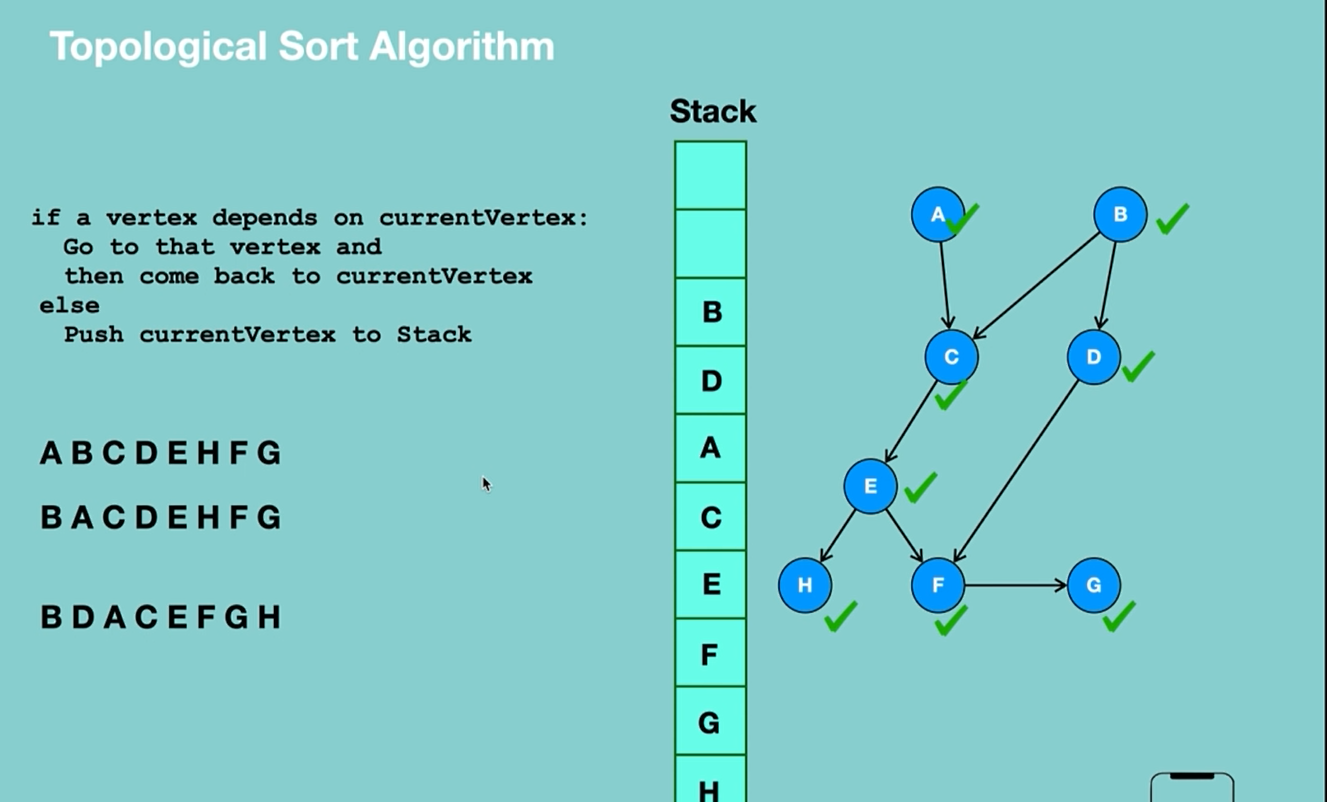 Topological Sort Algorithm
Stack
if a vertex depends on currentVertex:
Go to that vertex and
then come back to currentVertex
else
Push currentVertex to Stack
A B C D E H F G
B A C D E H F G
B D A C E F G H
B
D
A
C
E
F
G
H
A
B
C
D
E
H
F
G